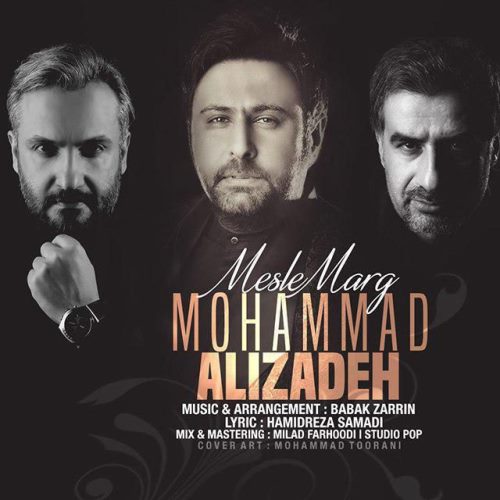 Mesle Marg
MOHAMMAD
ALIZADEH
MUSIC & ARRANGEMENT : BABAK ZARRIN
LYRIC : HAMIDREZA SAMADI
MIX & MASTERING : MILAD FARHOODI I STUDIO POP
COVER ART : MOHAMMAD TOORANI